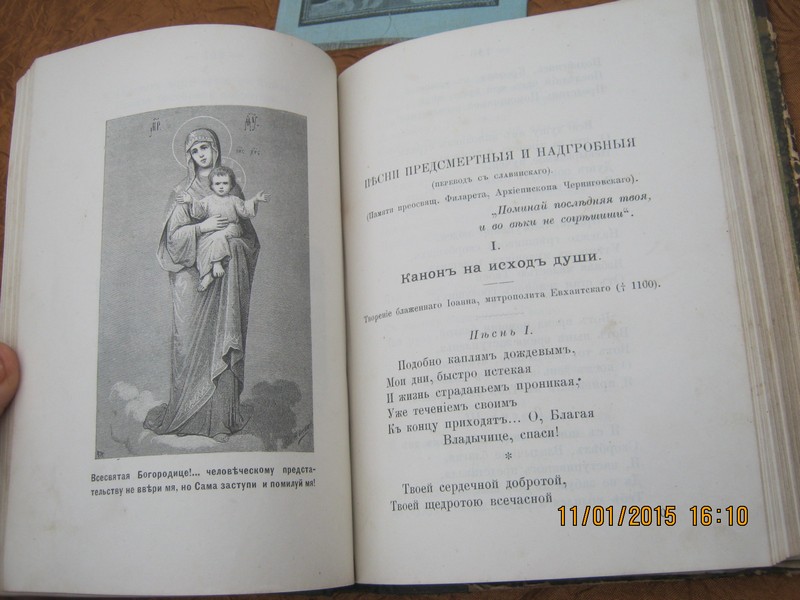 Всесвятая Богородице!... человѣческому предста-
тельству не ввѣри мя, но Сама заступи и помилуй мя!
ПѢСНИ ПРЕДСМЕРТНЫЯ И НАДГРОБНЫЯ
(ПЕРЕВОДЪ СЪ СЛАВЯНСКАГО).
(Памяти преосвящ. Филарета, Архіепископа Черниговскаго).
„Поминай послѣдняя твоя,
и во вѣки не согрѣшиши“.
I.
Канонъ на исходъ души.
Твореніе блаженнаго Іоанна, митрополита Евхаитскаго († 1100).
Пѣснь I.
Подобно каплямъ дождевымъ,
Мои дни, быстро истекая
И жизнь страданьемъ проникая,
Уже теченіемъ своимъ
Къ концу приходятъ... О, Благая
Владычице, спаси!
*
Твоей сердечной добротой,
Твоей щедротою всечасной
11/01/2015 16:10